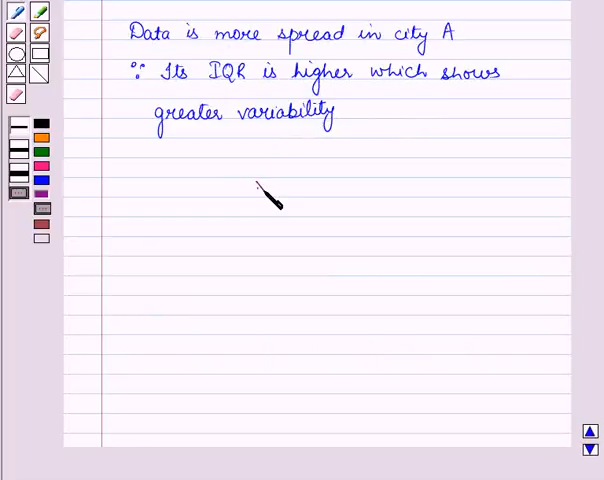 Data is more spread in city A
∵ Its IQR is higher which shows
greater variability